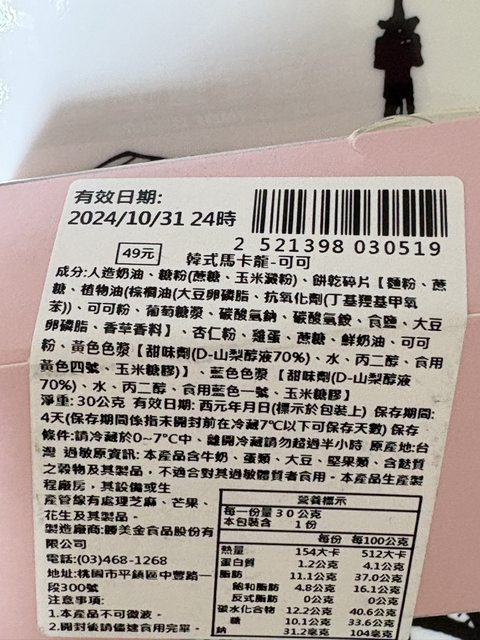 有效日期:
2024/10/31 24時
2 521398 030519
49元
韓式馬卡龍-可可
成分:人造奶油、糖粉(蔗糖、玉米澱粉)、餅乾碎片【麵粉、蔗
糖、植物油(棕櫚油(大豆卵磷脂、抗氧化劑(丁基羥基甲氧
苯))、可可粉、葡萄糖漿、碳酸氫鈉、碳酸氫銨、食鹽、大豆
卵磷脂、香草香料】、杏仁粉、雞蛋、蔗糖、鮮奶油、可可
粉、黃色色漿【甜味劑(D-山梨醇液70%)、水、丙二醇、食用
黃色四號、玉米糖膠)】、藍色色漿【甜味劑(D-山梨醇液
70%)、水、丙二醇、食用藍色一號、玉米糖膠】
淨重:30公克 有效日期: 西元年月日(標示於包裝上) 保存期間:
4天(保存期間係指未開封前在冷藏7℃以下可保存天數) 保存
條件:請冷藏於0~7℃中、離開冷藏請勿超過半小時 原產地:台
灣 過敏原資訊:本產品含牛奶、蛋類、大豆、堅果類、含麩質
之穀物及其製品，不適合對其過敏體質者食用。本產品生產製
程廠房，其設備或生
產管線有處理芝麻、芒果、
花生及其製品。
製造廠商:勝美金食品股份有
限公司
電話:(03)468-1268
地址:桃園市平鎮區中豐路一
段300號
注意事項:
1.本產品不可微波。
2.開封後請儘速食用完畢。
營養標示
每一份量30公克
本包裝含 1份
每份 每100公克
熱量 154大卡 512大卡
蛋白質 1.2公克 4.1公克
脂肪 11.1公克 37.0公克
飽和脂肪 4.8公克 16.1公克
反式脂肪 0公克 0公克
碳水化合物 12.2公克 40.6公克
糖 10.1公克 33.6公克
鈉 31.2毫克 104毫克